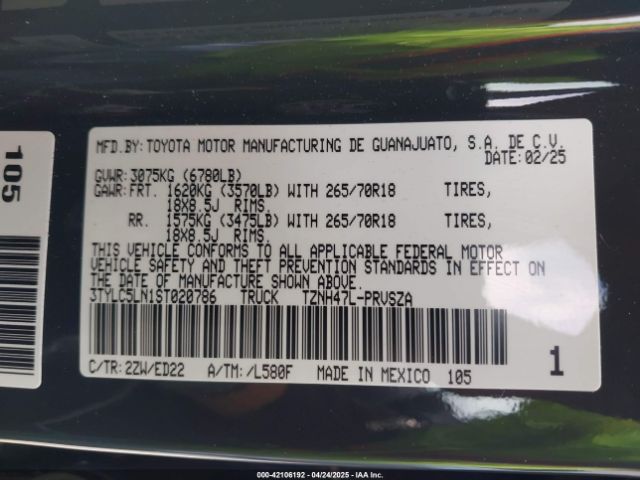 MFD.BY: TOYOTA MOTOR MANUFACTURING DE GUANAJUATO, S.A. DE C.V.
DATE: 02/25
GVWR: 3075KG (6780LB)
GAWR: FRT. 1620KG (3570LB) WITH 265/70R18 TIRES,
18X8.5J RIMS.
RR. 1575KG (3475LB) WITH 265/70R18 TIRES,
18X8.5J RIMS.
THIS VEHICLE CONFORMS TO ALL APPLICABLE FEDERAL MOTOR
VEHICLE SAFETY AND THEFT PREVENTION STANDARDS IN EFFECT ON
THE DATE OF MANUFACTURE SHOWN ABOVE.
3TYLC5LN1ST020786 TRUCK TZNH47L-PRVSZA
1
C/TR: 2ZW/ED22 A/TM: /L580F MADE IN MEXICO 105
105
000-42106192 - 04/24/2025 - IAA Inc.